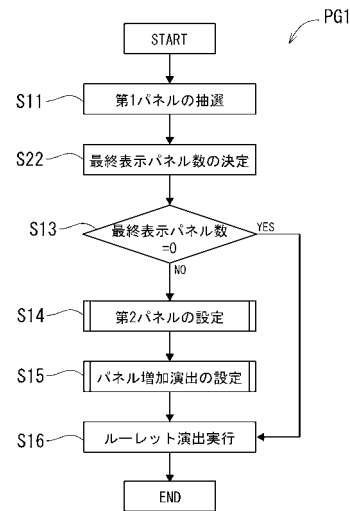 PG1
START
S11
第1パネルの抽選
S22
最終表示パネル数の決定
S13
最終表示パネル数
=0
YES
NO
S14
第2パネルの設定
S15
パネル増加演出の設定
S16
ルーレット演出実行
END